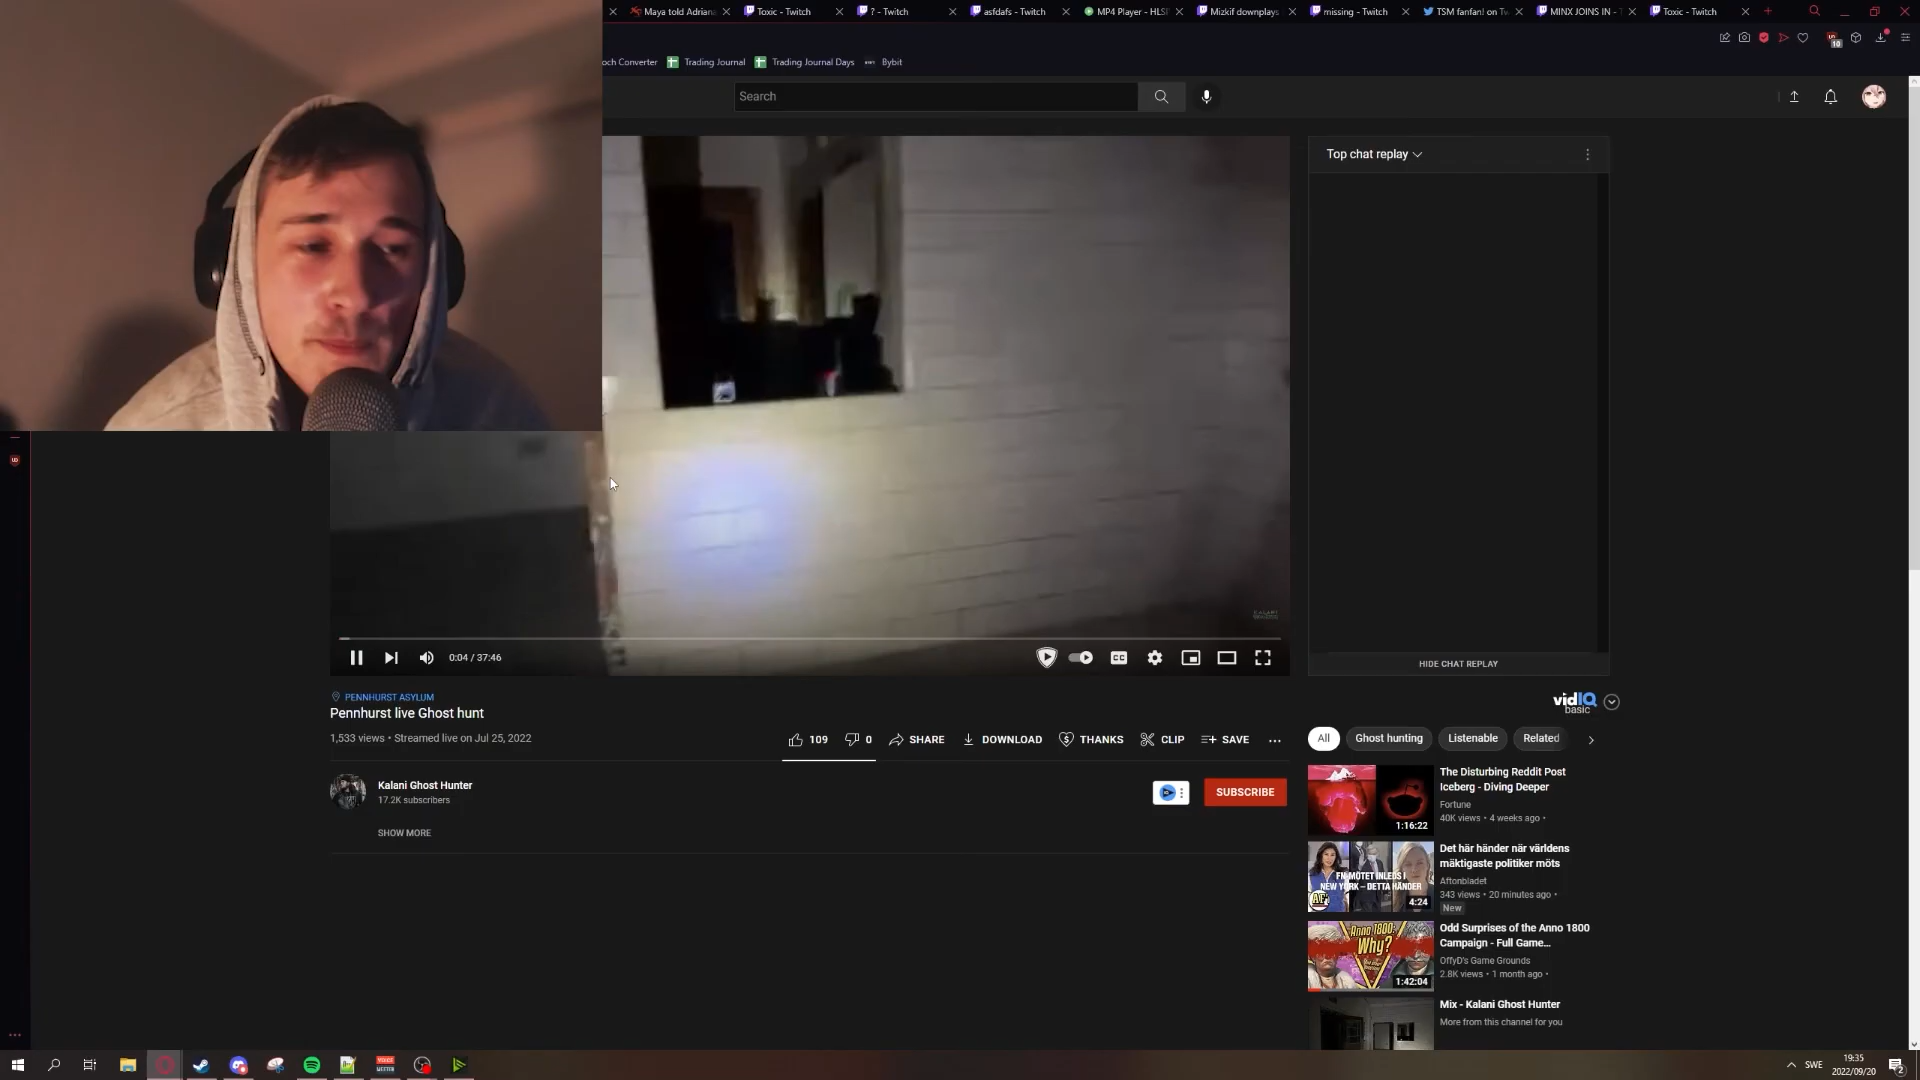 Maya told Adriana
Toxic - Twitch
? - Twitch
asfdafs - Twitch
MP4 Player - HLS
Mizkif downplays
missing - Twitch
TSM fanfan! on Tw
MINX JOINS IN - T
Toxic - Twitch
och Converter
Trading Journal
Trading Journal Days
Bybit
18
Search
Top chat replay
0:04 / 37:46
CC
HIDE CHAT REPLAY
PENNHURST ASYLUM
Pennhurst live Ghost hunt
1,533 views • Streamed live on Jul 25, 2022
109
0
SHARE
DOWNLOAD
THANKS
CLIP
SAVE
Kalani Ghost Hunter
17.2K subscribers
SUBSCRIBE
SHOW MORE
vidIQ
basic
All
Ghost hunting
Listenable
Related
The Disturbing Reddit Post
Iceberg - Diving Deeper
Fortune
40K views • 4 weeks ago •
1:16:22
Det här händer när världens
mäktigaste politiker möts
Aftonbladet
343 views • 20 minutes ago •
New
FN-MÖTET INLEDS I
NEW YORK – DETTA HÄNDER
4:24
Odd Surprises of the Anno 1800
Campaign - Full Game...
OffyD's Game Grounds
2.8K views • 1 month ago •
Anno 1800:
Why?
1:42:04
Mix - Kalani Ghost Hunter
More from this channel for you
SWE
19:35
2022/09/20
2